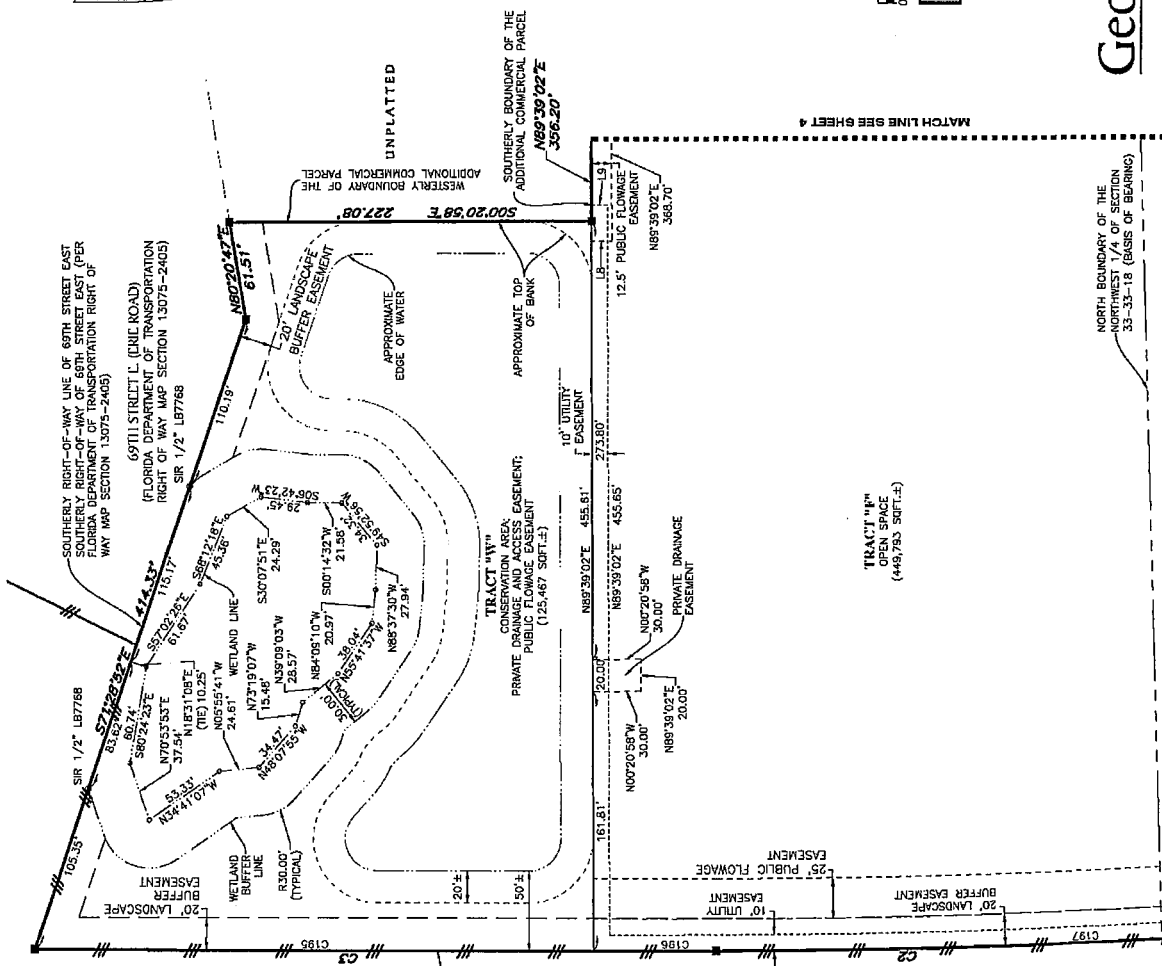 SOUTHERLY RIGHT-OF-WAY LINE OF 69TH STREET EAST
SOUTHERLY RIGHT-OF-WAY OF 69TH STREET EAST (PER
FLORIDA DEPARTMENT OF TRANSPORTATION RIGHT OF
WAY MAP SECTION 13075-2405)
69TH STREET E. (ERIE ROAD)
(FLORIDA DEPARTMENT OF TRANSPORTATION
RIGHT OF WAY MAP SECTION 13075-2405)
SIR 1/2" LB7768
SIR 1/2" LB7768
S71°28'52"E
414.33'
105.35'
83.62'
115.17'
110.19'
N80°20'47"E
61.51'
20' LANDSCAPE
BUFFER EASEMENT
UNPLATTED
WESTERLY BOUNDARY OF THE
ADDITIONAL COMMERCIAL PARCEL
S00°20'58"E
227.08'
SOUTHERLY BOUNDARY OF THE
ADDITIONAL COMMERCIAL PARCEL
N89°39'02"E
356.20'
APPROXIMATE
EDGE OF WATER
APPROXIMATE TOP
OF BANK
S80°24'23"E
60.74'
N70°53'53"E
37.54'
N18°31'08"E
(TIE) 10.25'
S57°02'26"E
61.67'
S68°12'18"E
45.36'
WETLAND LINE
N05°55'41"W
24.61'
53.33'
N34°41'07"W
34.47'
N48°07'55"W
N73°19'07"W
15.48'
N39°09'03"W
28.57'
N84°09'10"W
20.97'
38.04'
N55°41'37"W
N88°37'30"W
27.94'
S30°07'51"E
24.29'
S06°42'23"W
29.45'
S00°14'32"W
21.58'
S49°52'56"W
34.32'
30.00'
(TYPICAL)
WETLAND
BUFFER
LINE
R30.00'
(TYPICAL)
20' LANDSCAPE
BUFFER
EASEMENT
C195
C3
20'±
50'±
TRACT "W"
CONSERVATION AREA;
PRIVATE DRAINAGE AND ACCESS EASEMENT;
PUBLIC FLOWAGE EASEMENT
(125,467 SQFT.±)
10' UTILITY
EASEMENT
273.80'
L8
L9
12.5' PUBLIC FLOWAGE
EASEMENT
N89°39'02"E
368.70'
N89°39'02"E 455.61'
N89°39'02"E 455.65'
161.81'
20.00'
N00°20'58"W
30.00'
N89°39'02"E
20.00'
N00°20'58"W
30.00'
PRIVATE DRAINAGE
EASEMENT
MATCH LINE SEE SHEET 4
C196
C2
C197
10' UTILITY
EASEMENT
25' PUBLIC FLOWAGE
EASEMENT
20' LANDSCAPE
BUFFER EASEMENT
TRACT "F"
OPEN SPACE
(449,793 SQFT.±)
NORTH BOUNDARY OF THE
NORTHWEST 1/4 OF SECTION
33-33-18 (BASIS OF BEARING)